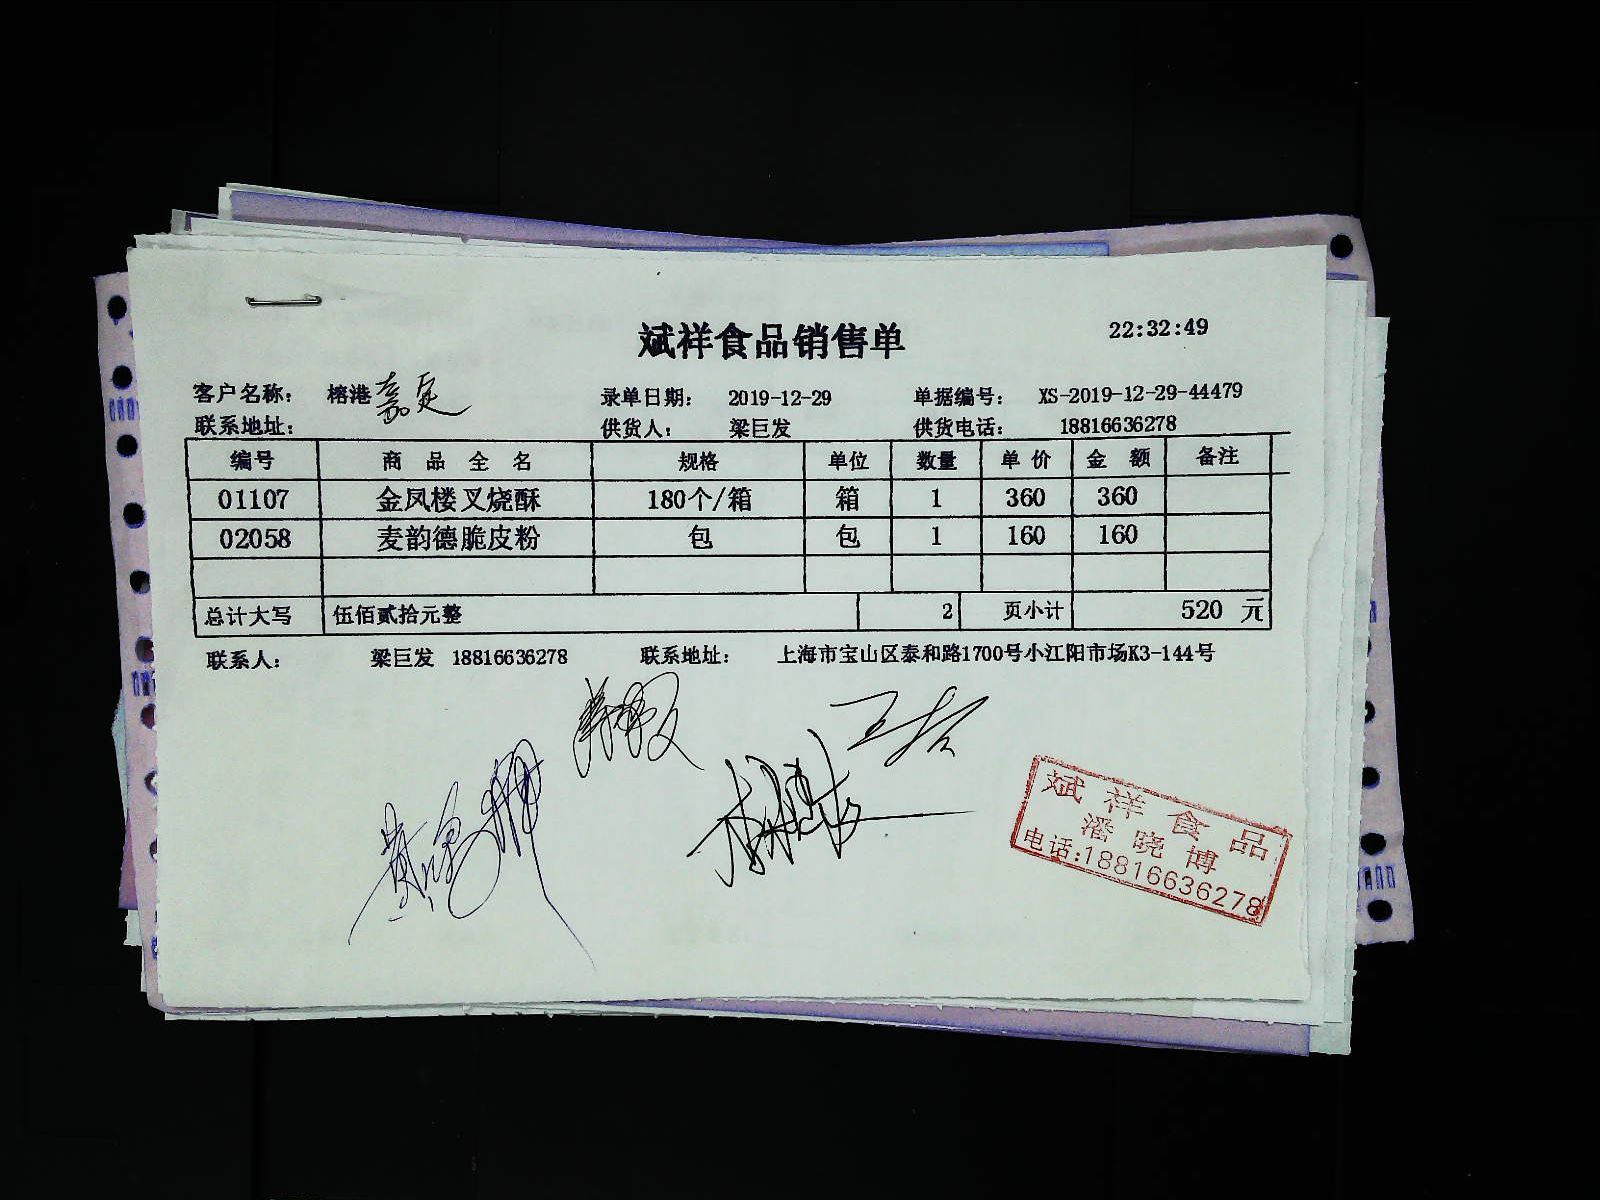 斌祥食品销售单 22:32:49
客户名称: 榕港嘉定 录单日期: 2019-12-29 单据编号: XS-2019-12-29-44479
联系地址: 供货人: 梁巨发 供货电话: 18816636278
编号 商品全名 规格 单位 数量 单价 金额 备注
01107 金凤楼叉烧酥 180个/箱 箱 1 360 360
02058 麦韵德脆皮粉 包 包 1 160 160
总计大写 伍佰贰拾元整 2 页小计 520 元
联系人: 梁巨发 18816636278 联系地址: 上海市宝山区泰和路1700号小江阳市场K3-144号
斌祥食品
潘晓博
电话:18816636278